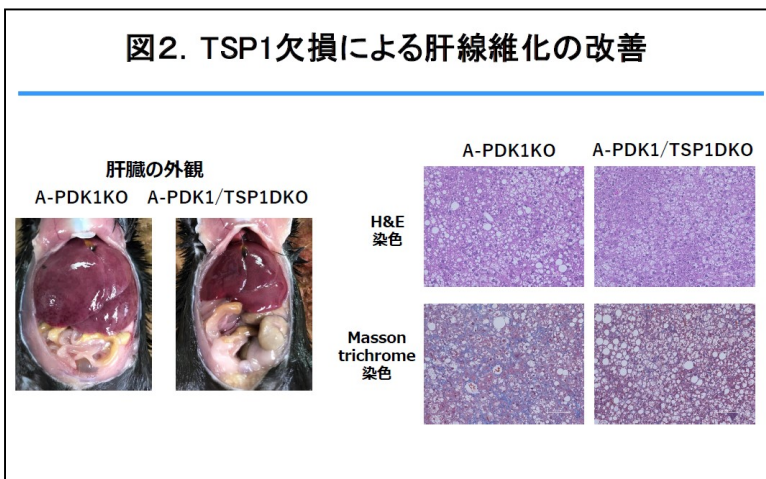 図2. TSP1欠損による肝線維化の改善
肝臓の外観
A-PDK1KO A-PDK1/TSP1DKO
A-PDK1KO A-PDK1/TSP1DKO
H&E
染色
Masson
trichrome
染色